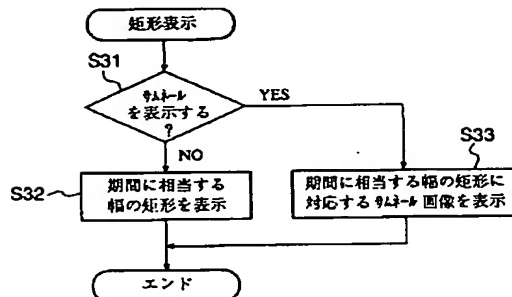 矩形表示
S31
サムネール
を表示する
?
YES
NO
S33
S32
期間に相当する
幅の矩形を表示
期間に相当する幅の矩形に
対応するサムネール画像を表示
エンド